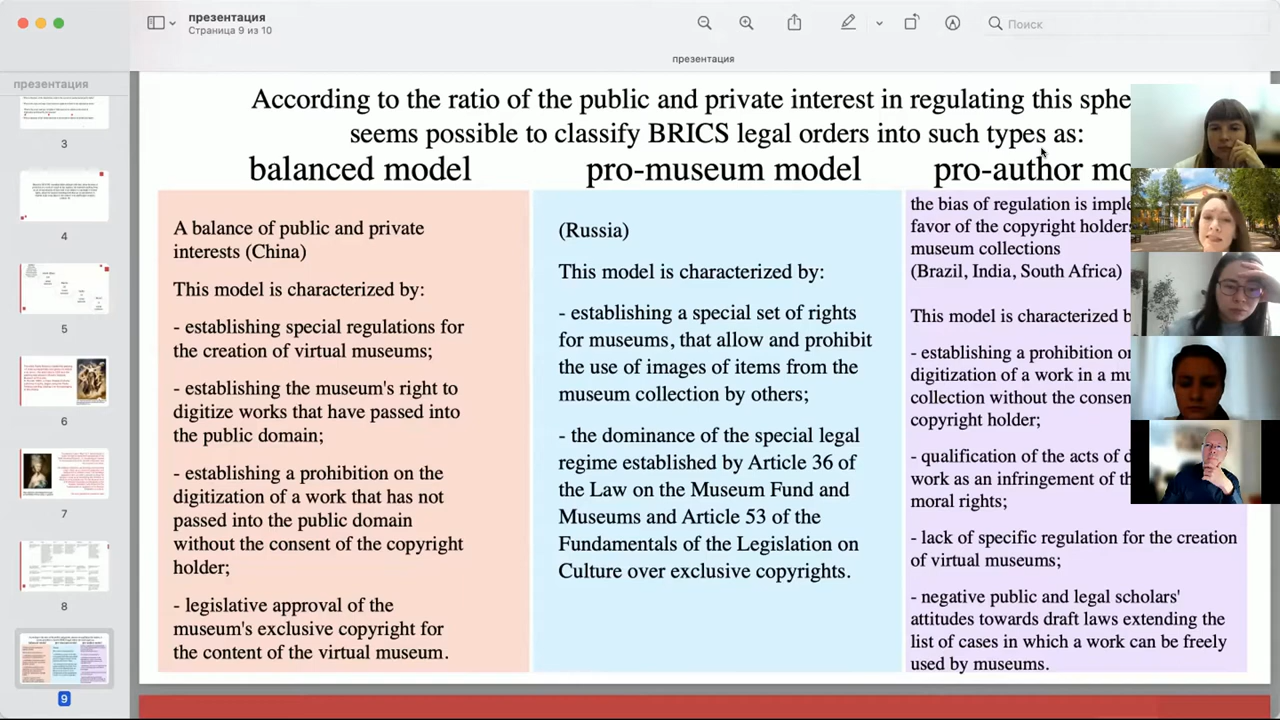 презентация
Страница 9 из 10
Поиск
презентация
презентация
3
4
5
6
7
8
9
According to the ratio of the public and private interest in regulating this
seems possible to classify BRICS legal orders into such types as:
balanced model
A balance of public and private
interests (China)
This model is characterized by:
- establishing special regulations for
the creation of virtual museums;
- establishing the museum's right to
digitize works that have passed into
the public domain;
- establishing a prohibition on the
digitization of a work that has not
passed into the public domain
without the consent of the copyright
holder;
- legislative approval of the
museum's exclusive copyright for
the content of the virtual museum.
pro-museum model
(Russia)
This model is characterized by:
- establishing a special set of rights
for museums, that allow and prohibit
the use of images of items from the
museum collection by others;
- the dominance of the special legal
regime established by Article 36 of
the Law on the Museum Fund and
Museums and Article 53 of the
Fundamentals of the Legislation on
Culture over exclusive copyrights.
pro-author
the bias of regulation is
favor of the copyright
museum collections
(Brazil, India, South Africa)
This model is characterized
- establishing a prohibition
digitization of a work in a
collection without the
copyright holder;
- qualification of the acts of
work as an infringement of
moral rights;
- lack of specific regulation for the creation
of virtual museums;
- negative public and legal scholars'
attitudes towards draft laws extending the
list of cases in which a work can be freely
used by museums.